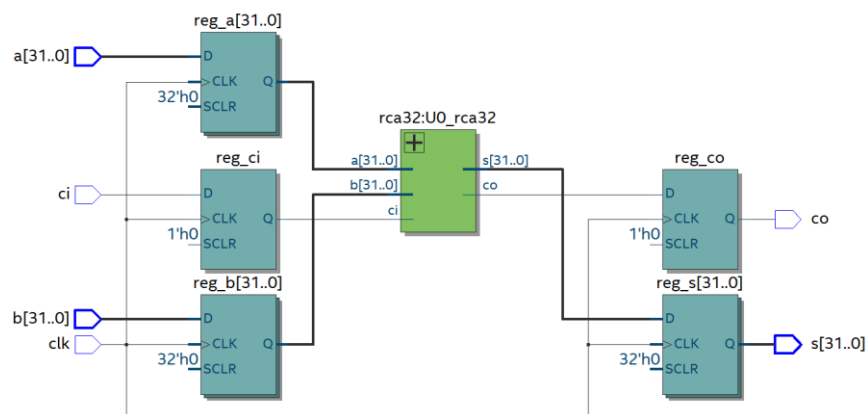 reg_a[31..0]
a[31..0]
D
CLK
Q
32'h0
SCLR
rca32:U0_rca32
a[31..0]
s[31..0]
b[31..0]
co
ci
reg_ci
ci
D
CLK
Q
1'h0
SCLR
reg_co
D
CLK
Q
co
1'h0
SCLR
reg_b[31..0]
b[31..0]
D
clk
CLK
Q
32'h0
SCLR
reg_s[31..0]
D
CLK
Q
s[31..0]
32'h0
SCLR